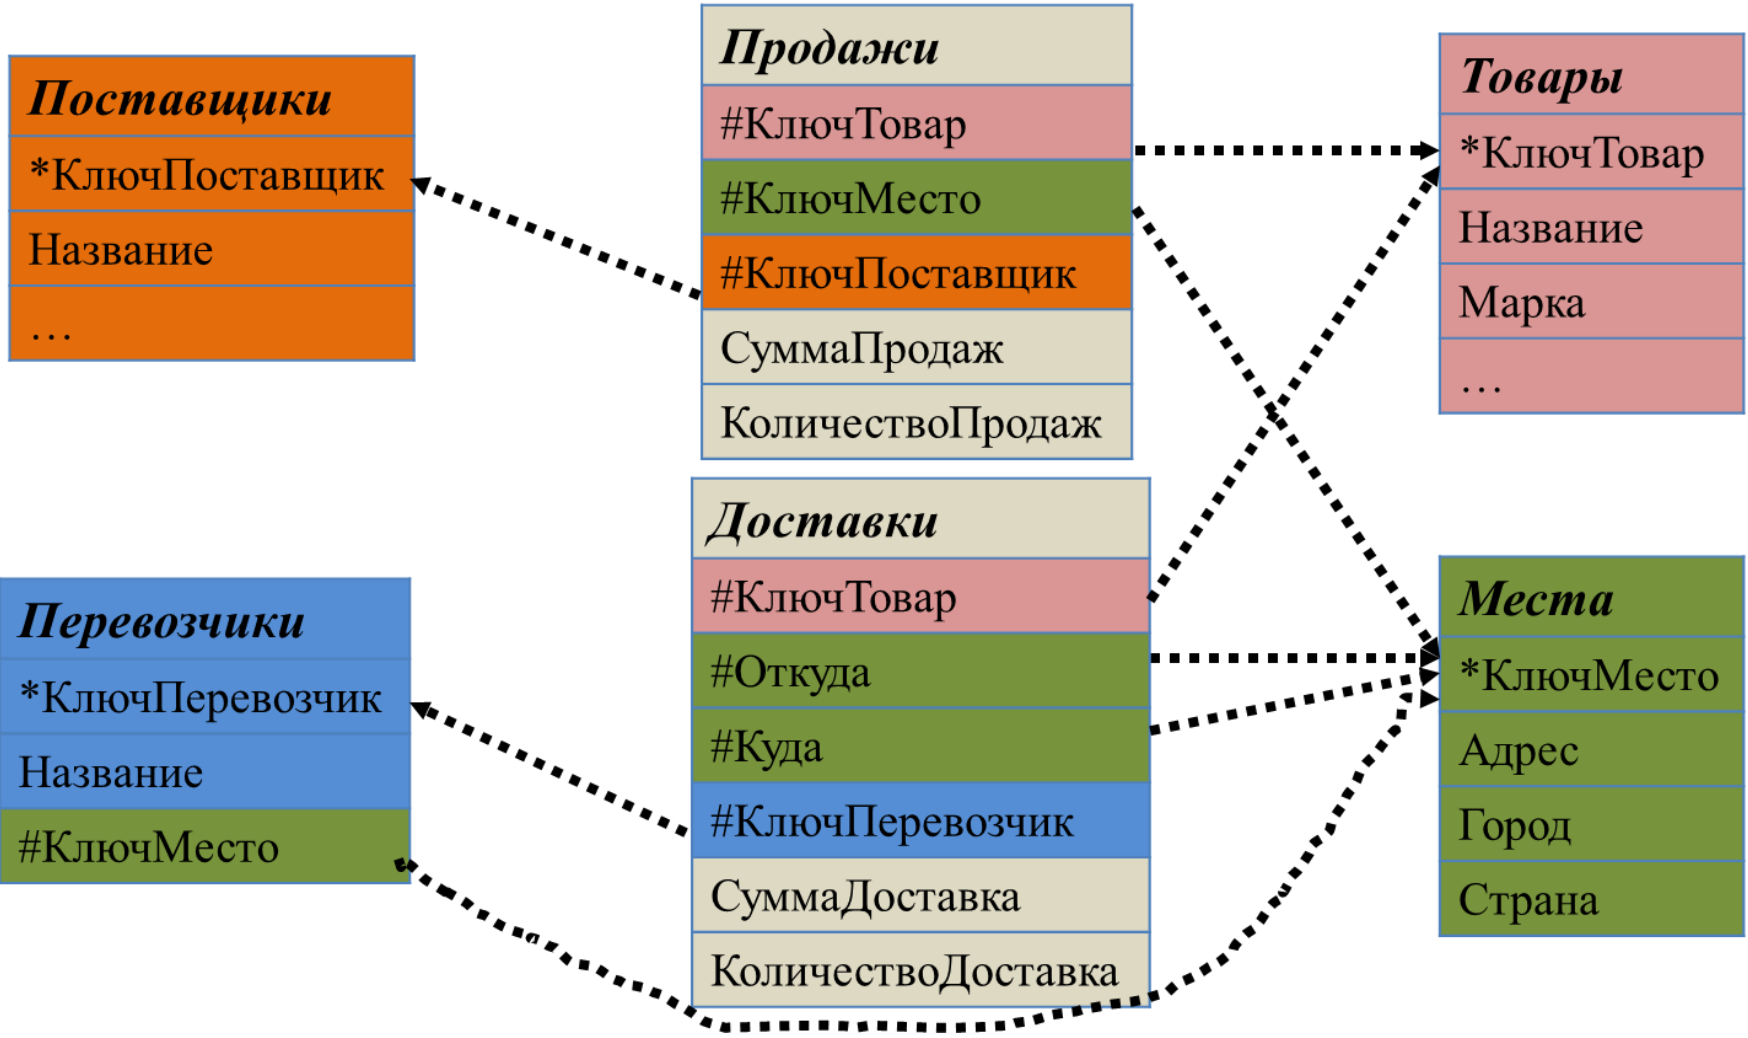 Поставщики
*КлючПоставщик
Название
…
Продажи
#КлючТовар
#КлючМесто
#КлючПоставщик
СуммаПродаж
КоличествоПродаж
Товары
*КлючТовар
Название
Марка
…
Перевозчики
*КлючПеревозчик
Название
#КлючМесто
Доставки
#КлючТовар
#Откуда
#Куда
#КлючПеревозчик
СуммаДоставка
КоличествоДоставка
Места
*КлючМесто
Адрес
Город
Страна